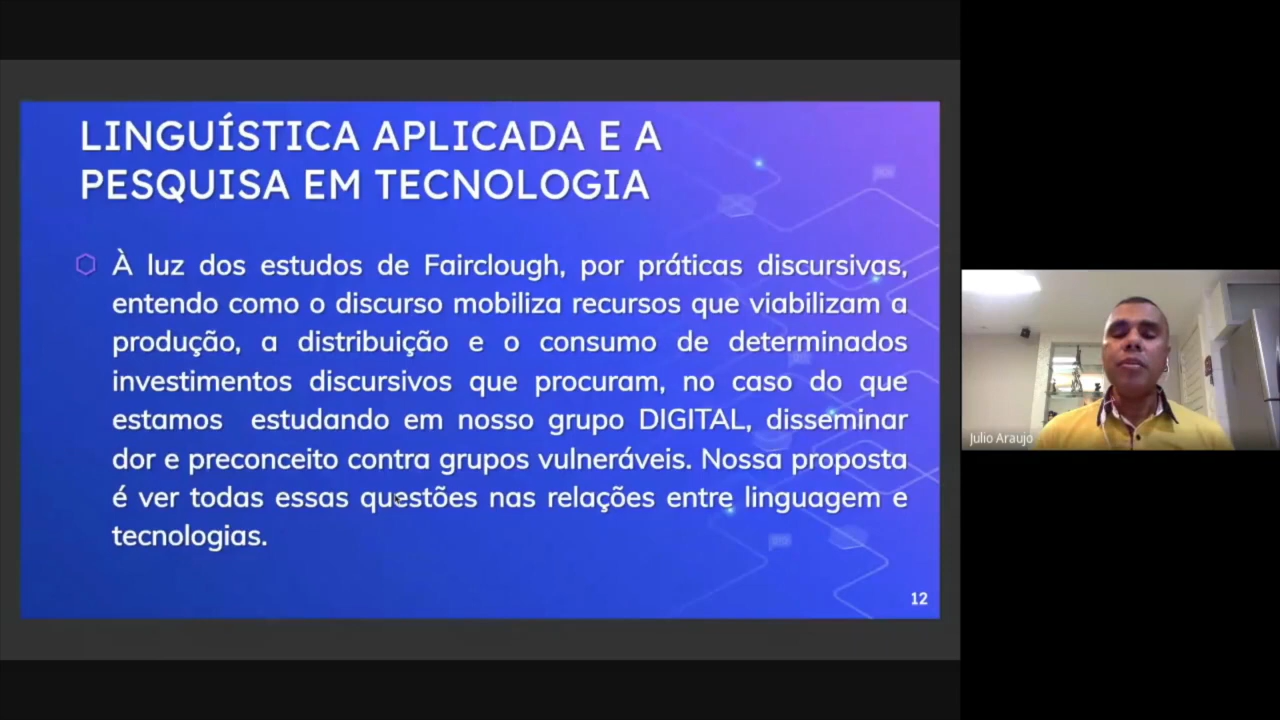 LINGUÍSTICA APLICADA E A
PESQUISA EM TECNOLOGIA
À luz dos estudos de Fairclough, por práticas discursivas,
entendo como o discurso mobiliza recursos que viabilizam a
produção, a distribuição e o consumo de determinados
investimentos discursivos que procuram, no caso do que
estamos estudando em nosso grupo DIGITAL, disseminar
dor e preconceito contra grupos vulneráveis. Nossa proposta
é ver todas essas questões nas relações entre linguagem e
tecnologias.
12
Julio Araujo